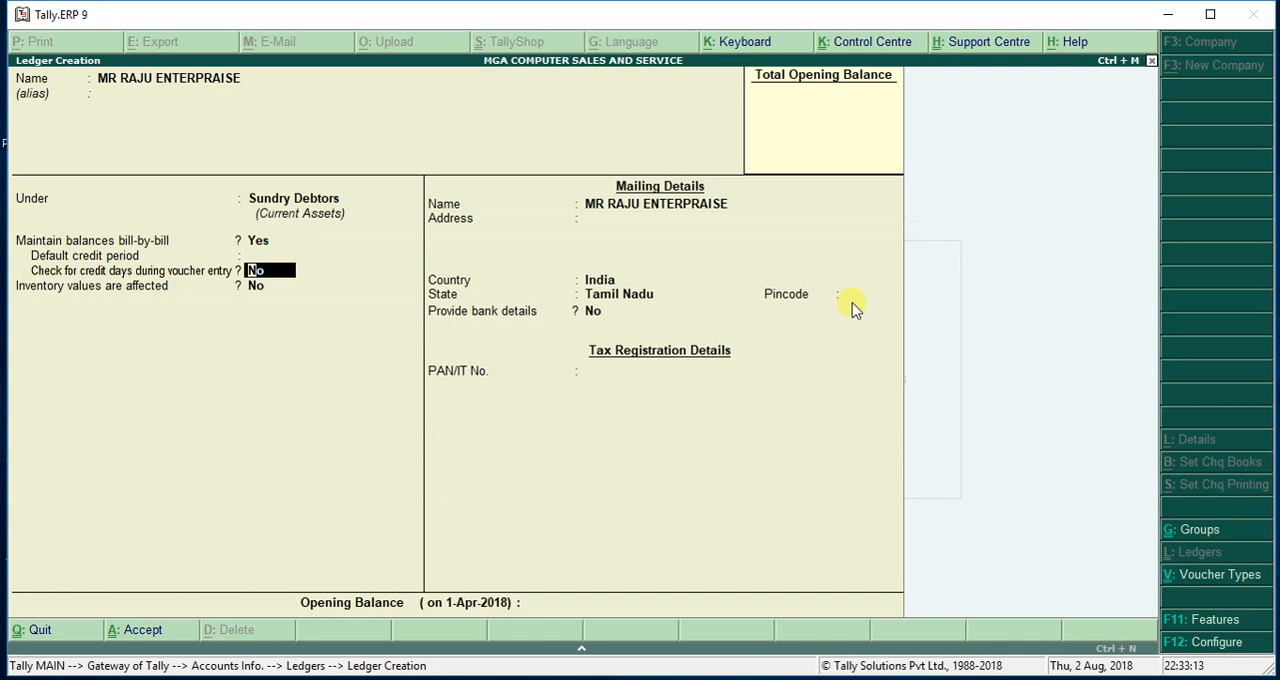 Tally.ERP 9
P: Print E: Export M: E-Mail O: Upload S: TallyShop G: Language K: Keyboard K: Control Centre H: Support Centre H: Help F3: Company
Ledger Creation MGA COMPUTER SALES AND SERVICE Ctrl + M
F3: New Company
Name : MR RAJU ENTERPRAISE
(alias) :
Total Opening Balance
Under : Sundry Debtors
(Current Assets)
Maintain balances bill-by-bill ? Yes
Default credit period :
Check for credit days during voucher entry ? No
Inventory values are affected ? No
Mailing Details
Name : MR RAJU ENTERPRAISE
Address :
Country : India
State : Tamil Nadu Pincode :
Provide bank details ? No
Tax Registration Details
PAN/IT No. :
L: Details
B: Set Chq Books
S: Set Chq Printing
G: Groups
L: Ledgers
V: Voucher Types
F11: Features
F12: Configure
Opening Balance ( on 1-Apr-2018) :
Q: Quit A: Accept D: Delete
Ctrl + N
Tally MAIN --> Gateway of Tally --> Accounts Info. --> Ledgers --> Ledger Creation © Tally Solutions Pvt Ltd., 1988-2018 Thu, 2 Aug, 2018 22:33:13